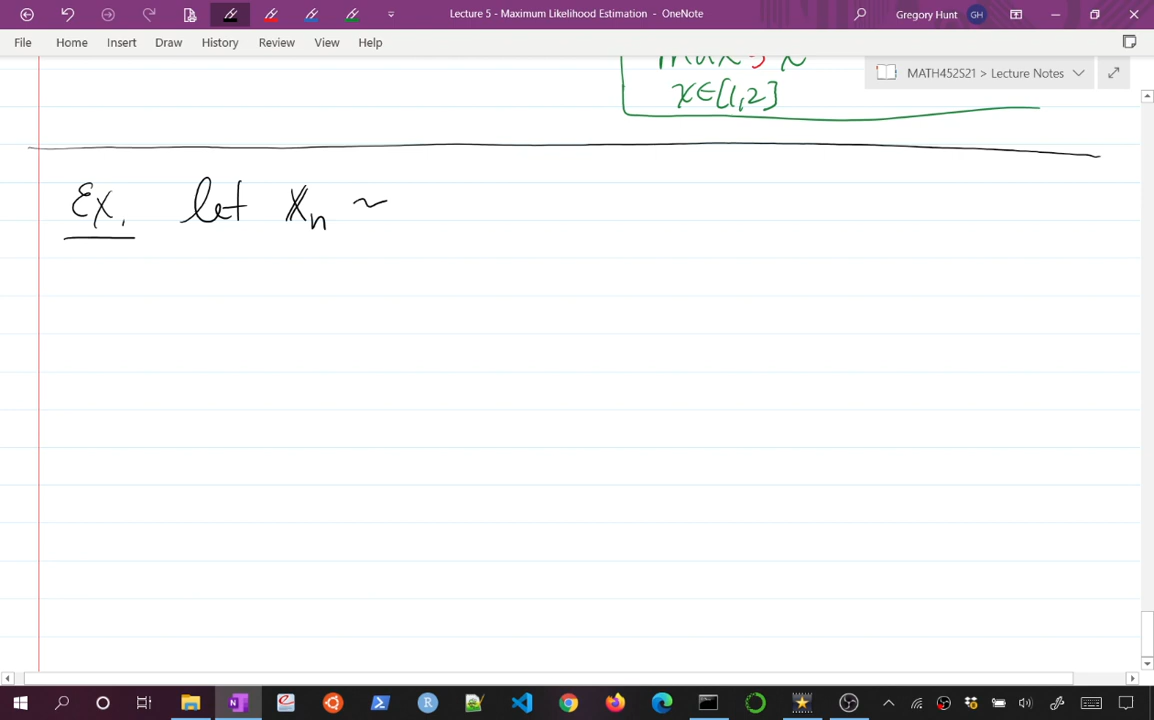 Lecture 5 - Maximum Likelihood Estimation - OneNote
Gregory Hunt GH
File Home Insert Draw History Review View Help
MATH452S21 > Lecture Notes
x∈[1,2]
Ex. let Xn ~